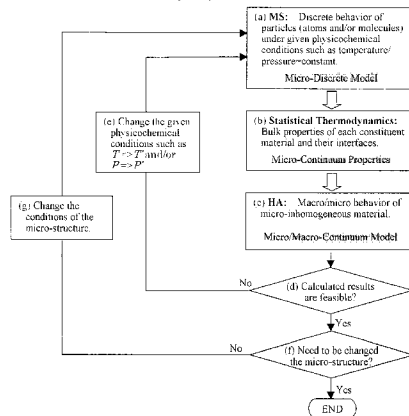 (a) MS: Discrete behavior of
particles (atoms and/or molecules)
under given physicochemical
conditions such as temperature/
pressure=constant.
Micro-Discrete Model
(b) Statistical Thermodynamics:
Bulk properties of each constituent
material and their interfaces.
Micro-Continuum Properties
(c) HA: Macro/micro behavior of
micro-inhomogeneous material.
Micro/Macro-Continuum Model
(e) Change the given
physicochemical
conditions such as
T=>T' and/or
P=>P'
(g) Change the
conditions of the
micro-structure.
No
(d) Calculated results
are feasible?
Yes
No
(f) Need to be changed
the micro-structure?
Yes
END